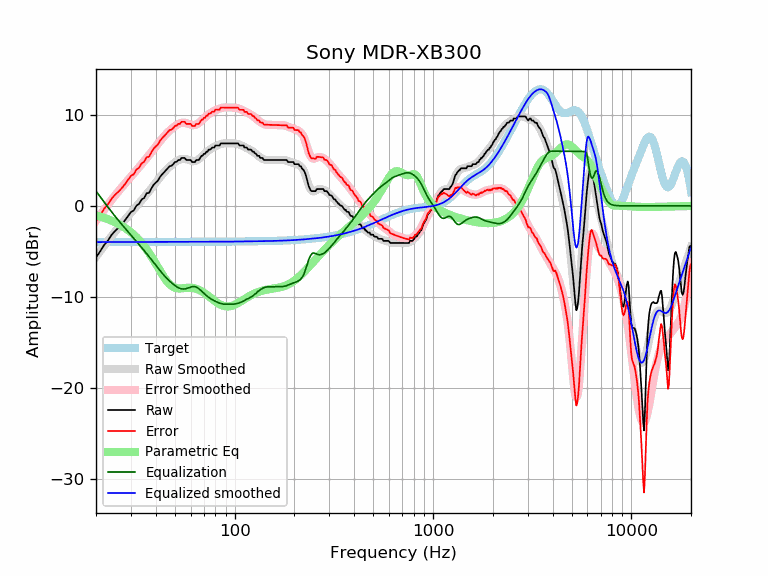 Sony MDR-XB300
Amplitude (dBr)
10
0
−10
−20
−30
Target
Raw Smoothed
Error Smoothed
Raw
Error
Parametric Eq
Equalization
Equalized smoothed
100 1000 10000
Frequency (Hz)